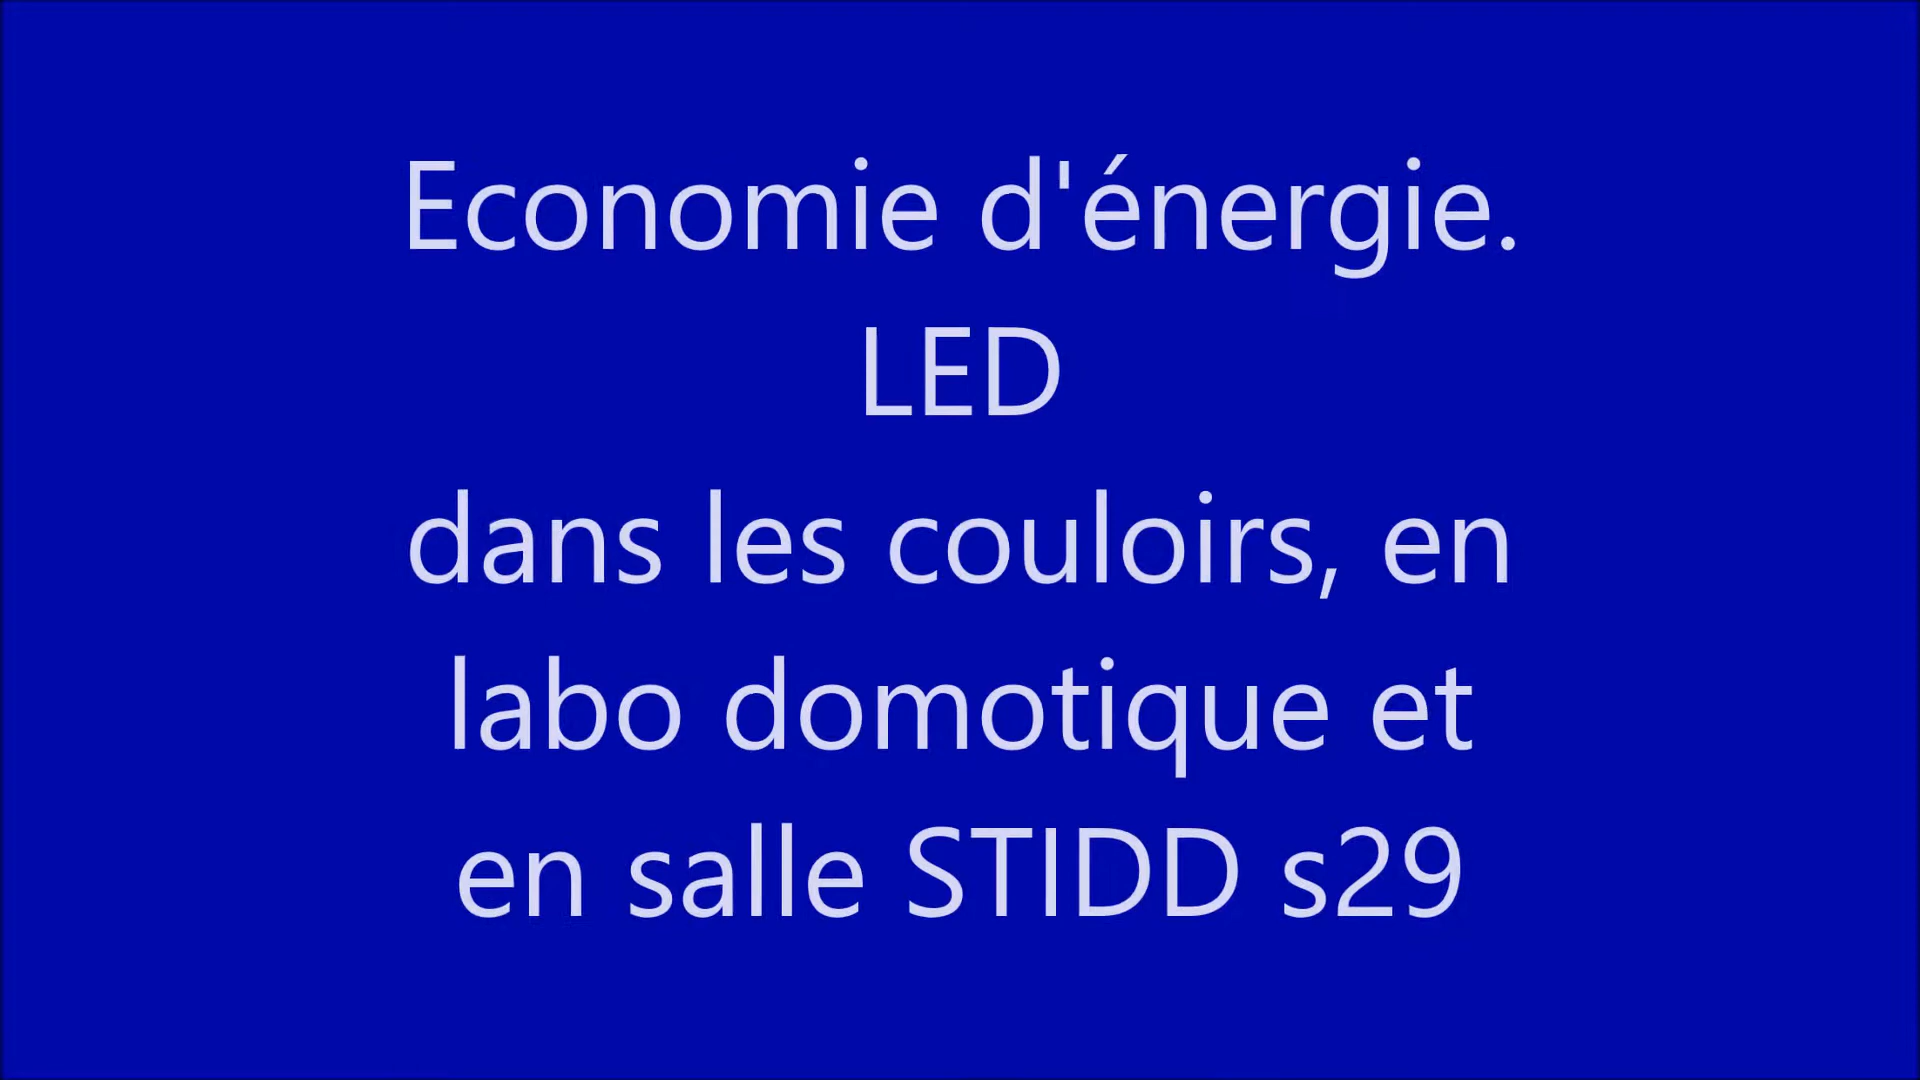 Economie d'énergie.
LED
dans les couloirs, en
labo domotique et
en salle STIDD s29